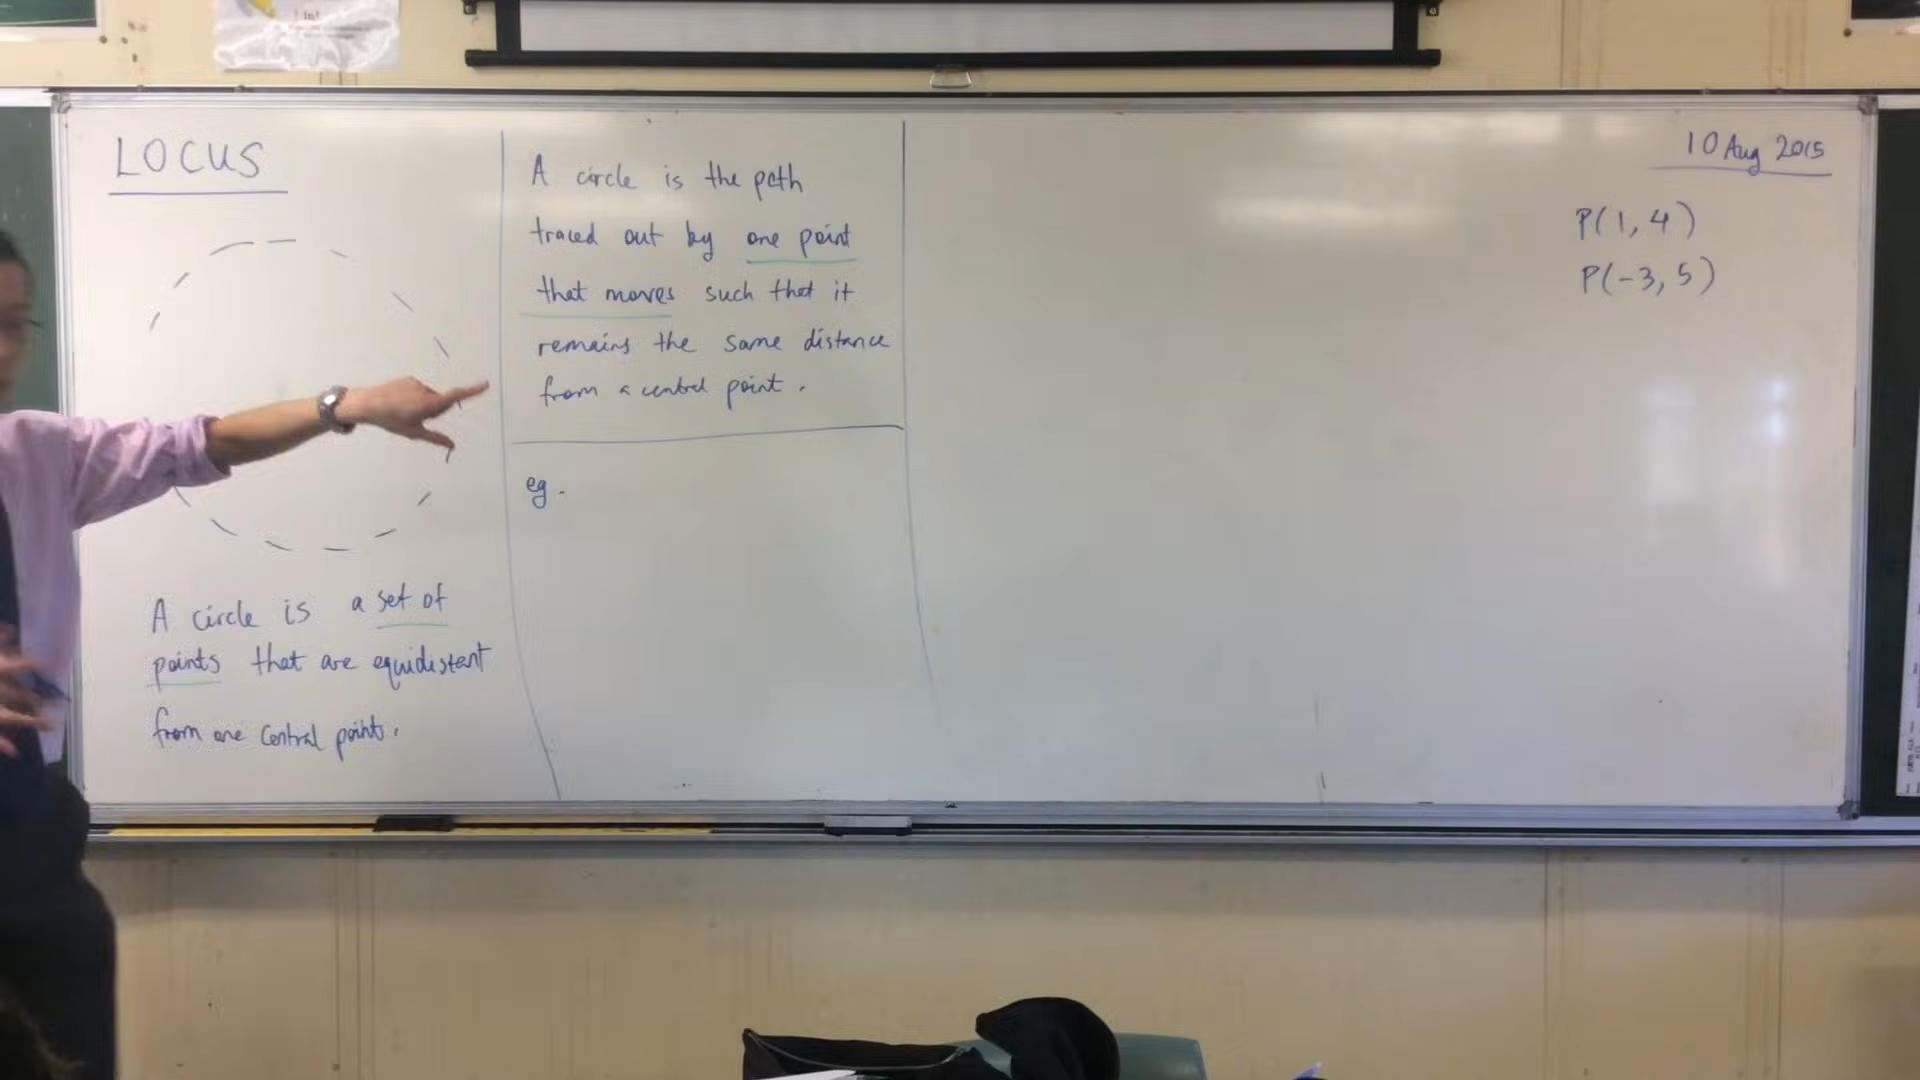 LOCUS
A circle is a set of
points that are equidistant
from one central point.
A circle is the path
traced out by one point
that moves such that it
remains the same distance
from a central point.
eg.
10 Aug 2015
P(1, 4)
P(-3, 5)